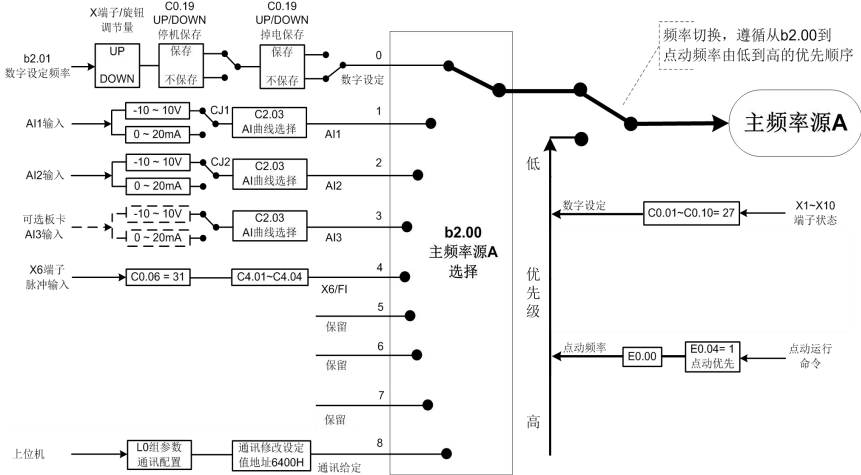 X端子/旋钮
调节量
C0.19
UP/DOWN
停机保存
C0.19
UP/DOWN
掉电保存
b2.01
数字设定频率
UP
DOWN
保存
不保存
保存
不保存
0
数字设定
AI1输入
-10 ~ 10V
0 ~ 20mA
CJ1
C2.03
AI曲线选择
1
AI1
AI2输入
-10 ~ 10V
0 ~ 20mA
CJ2
C2.03
AI曲线选择
2
AI2
可选板卡
AI3输入
-10 ~ 10V
0 ~ 20mA
C2.03
AI曲线选择
3
AI3
X6端子
脉冲输入
C0.06 = 31
C4.01~C4.04
4
X6/FI
5
保留
6
保留
7
保留
上位机
L0组参数
通讯配置
通讯修改设定
值地址6400H
8
通讯给定
b2.00
主频率源A
选择
频率切换，遵循从b2.00到
点动频率由低到高的优先顺序
主频率源A
低
优
先
级
高
数字设定
C0.01~C0.10= 27
X1~X10
端子状态
点动频率
E0.00
E0.04= 1
点动优先
点动运行
命令